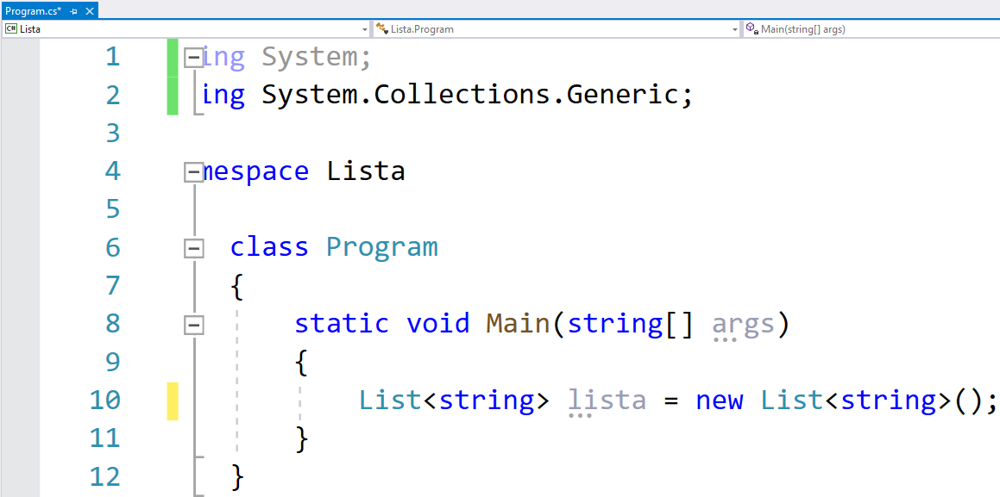 Program.cs*
C# Lista
Lista.Program
Main(string[] args)
1 ing System;
2 ing System.Collections.Generic;
3
4 mespace Lista
5
6 class Program
7 {
8 static void Main(string[] args)
9 {
10 List<string> lista = new List<string>();
11 }
12 }